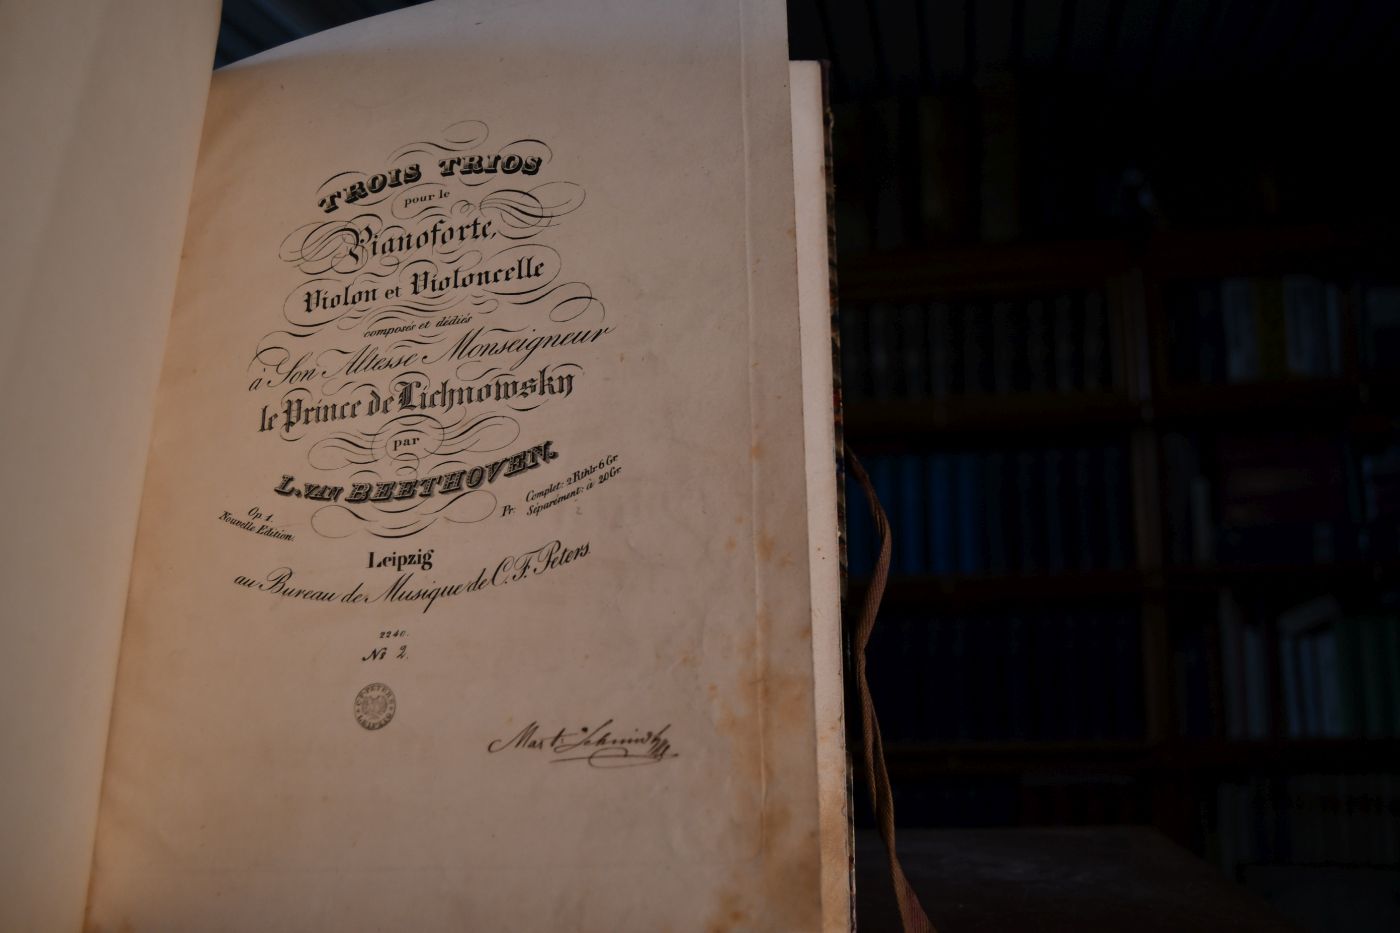 TROIS TRIOS
pour le
Pianoforte,
Violon et Violoncelle
composés et dédiés
à Son Altesse Monseigneur
le Prince de Lichnowsky
par
L. VAN BEETHOVEN.
Op. 1.
Nouvelle Edition.
Pr: Complet: 2 Rthlr 6 Gr
Séparément: à 20 Gr
Leipzig
au Bureau de Musique de C. F. Peters.
2240.
No 2.
C. F. PETERS
LEIPZIG